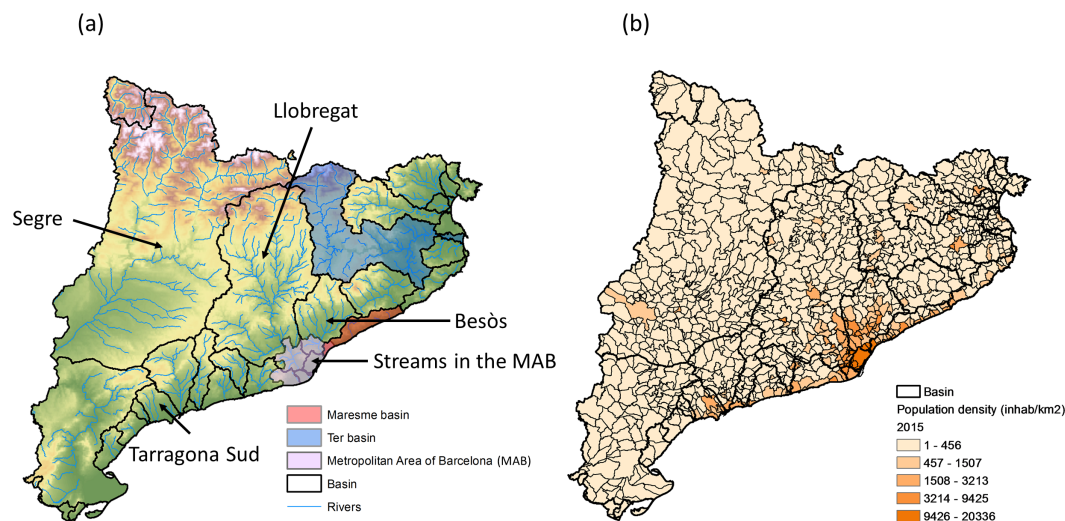 (a)
(b)
Llobregat
Segre
Besòs
Streams in the MAB
Tarragona Sud
Maresme basin
Ter basin
Metropolitan Area of Barcelona (MAB)
Basin
Rivers
Basin
Population density (inhab/km2)
2015
1 - 456
457 - 1507
1508 - 3213
3214 - 9425
9426 - 20336